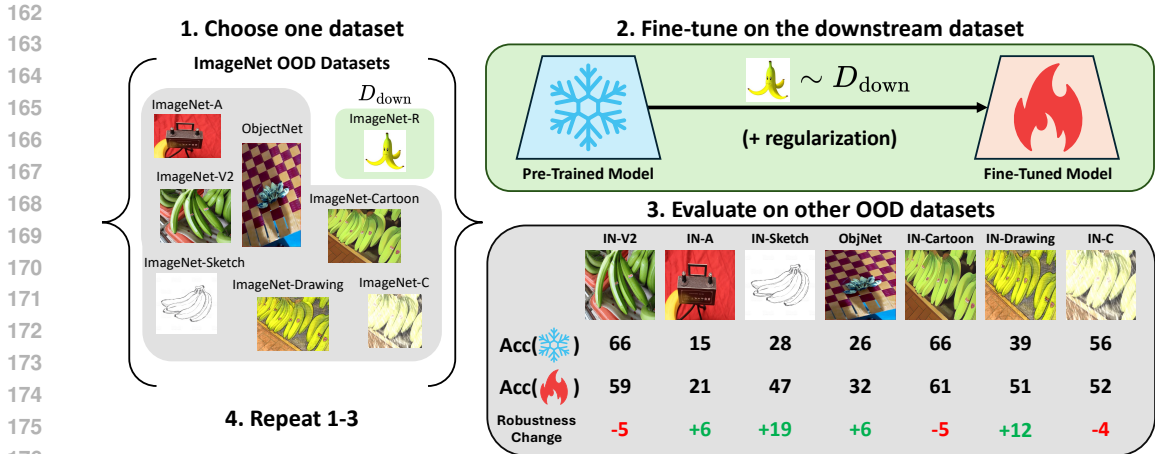 162
163
164
165
166
167
168
169
170
171
172
173
174
175
1. Choose one dataset
ImageNet OOD Datasets
D_down
ImageNet-A
ObjectNet
ImageNet-R
ImageNet-V2
ImageNet-Cartoon
ImageNet-Sketch
ImageNet-Drawing
ImageNet-C
4. Repeat 1-3
2. Fine-tune on the downstream dataset
∼ D_down
(+ regularization)
Pre-Trained Model
Fine-Tuned Model
3. Evaluate on other OOD datasets
IN-V2 IN-A IN-Sketch ObjNet IN-Cartoon IN-Drawing IN-C
Acc( ) 66 15 28 26 66 39 56
Acc( ) 59 21 47 32 61 51 52
Robustness
Change
-5 +6 +19 +6 -5 +12 -4